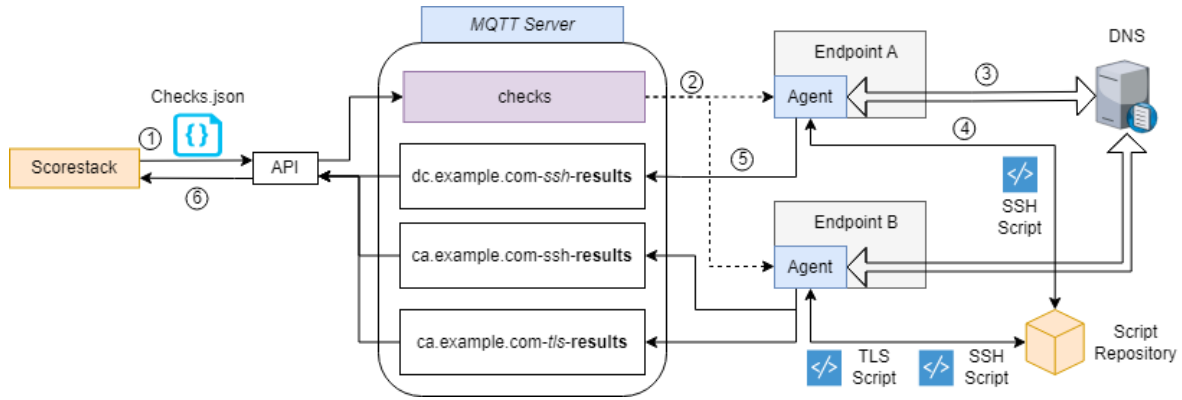 MQTT Server
Endpoint A
DNS
Checks.json
checks
②
Agent
③
①
{}
④
Scorestack
API
dc.example.com-ssh-results
⑤
</>
SSH
Script
⑥
Endpoint B
ca.example.com-ssh-results
Agent
ca.example.com-tls-results
</>
TLS
Script
</>
SSH
Script
Script
Repository